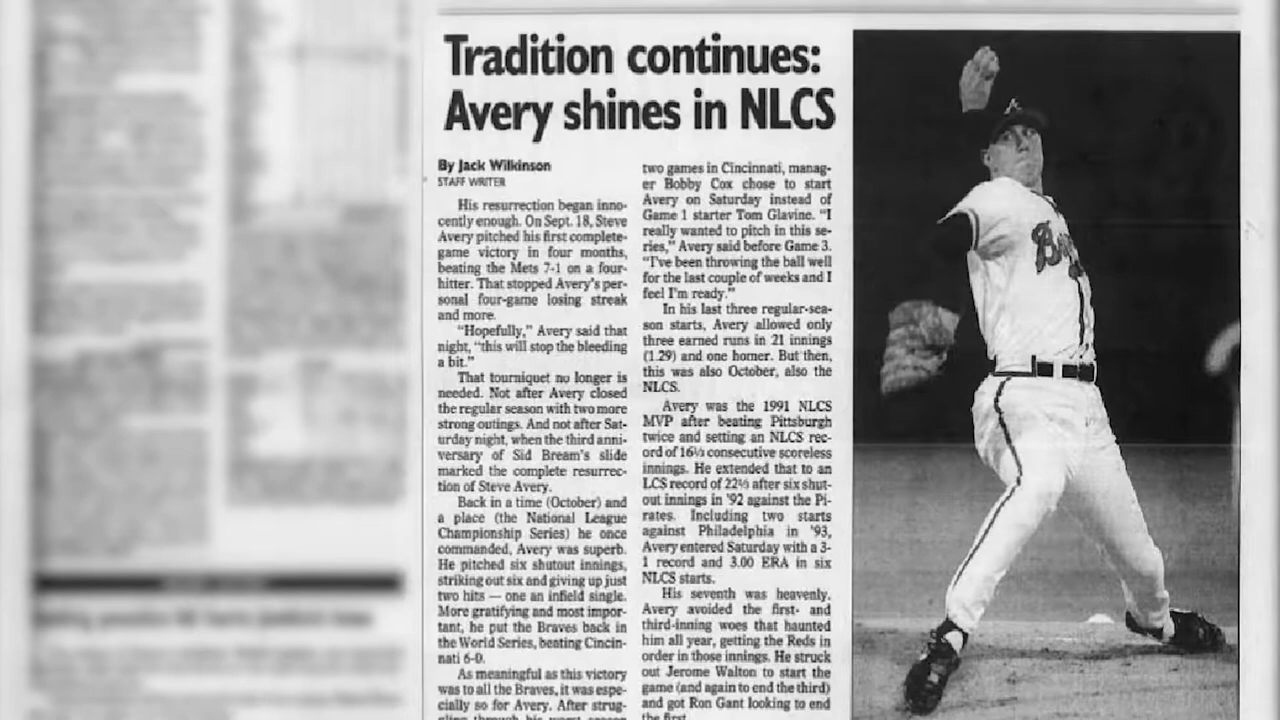 Tradition continues:
Avery shines in NLCS
By Jack Wilkinson
STAFF WRITER
His resurrection began inno-
cently enough. On Sept. 18, Steve
Avery pitched his first complete-
game victory in four months,
beating the Mets 7-1 on a four-
hitter. That stopped Avery's per-
sonal four-game losing streak
and more.
"Hopefully," Avery said that
night, "this will stop the bleeding
a bit."
That tourniquet no longer is
needed. Not after Avery closed
the regular season with two more
strong outings. And not after Sat-
urday night, when the third anni-
versary of Sid Bream's slide
marked the complete resurrec-
tion of Steve Avery.
Back in a time (October) and
a place (the National League
Championship Series) he once
commanded, Avery was superb.
He pitched six shutout innings,
striking out six and giving up just
two hits — one an infield single.
More gratifying and most impor-
tant, he put the Braves back in
the World Series, beating Cincin-
nati 6-0.
As meaningful as this victory
was to all the Braves, it was espe-
cially so for Avery. After strug-
gling through his worst season
two games in Cincinnati, manag-
er Bobby Cox chose to start
Avery on Saturday instead of
Game 1 starter Tom Glavine. "I
really wanted to pitch in this se-
ries," Avery said before Game 3.
"I've been throwing the ball well
for the last couple of weeks and I
feel I'm ready."
In his last three regular-sea-
son starts, Avery allowed only
three earned runs in 21 innings
(1.29) and one homer. But then,
this was also October, also the
NLCS.
Avery was the 1991 NLCS
MVP after beating Pittsburgh
twice and setting an NLCS rec-
ord of 16⅓ consecutive scoreless
innings. He extended that to an
LCS record of 22⅓ after six shut-
out innings in '92 against the Pi-
rates. Including two starts
against Philadelphia in '93,
Avery entered Saturday with a 3-
1 record and 3.00 ERA in six
NLCS starts.
His seventh was heavenly.
Avery avoided the first- and
third-inning woes that haunted
him all year, getting the Reds in
order in those innings. He struck
out Jerome Walton to start the
game (and again to end the third)
and got Ron Gant looking to end
the first.
A